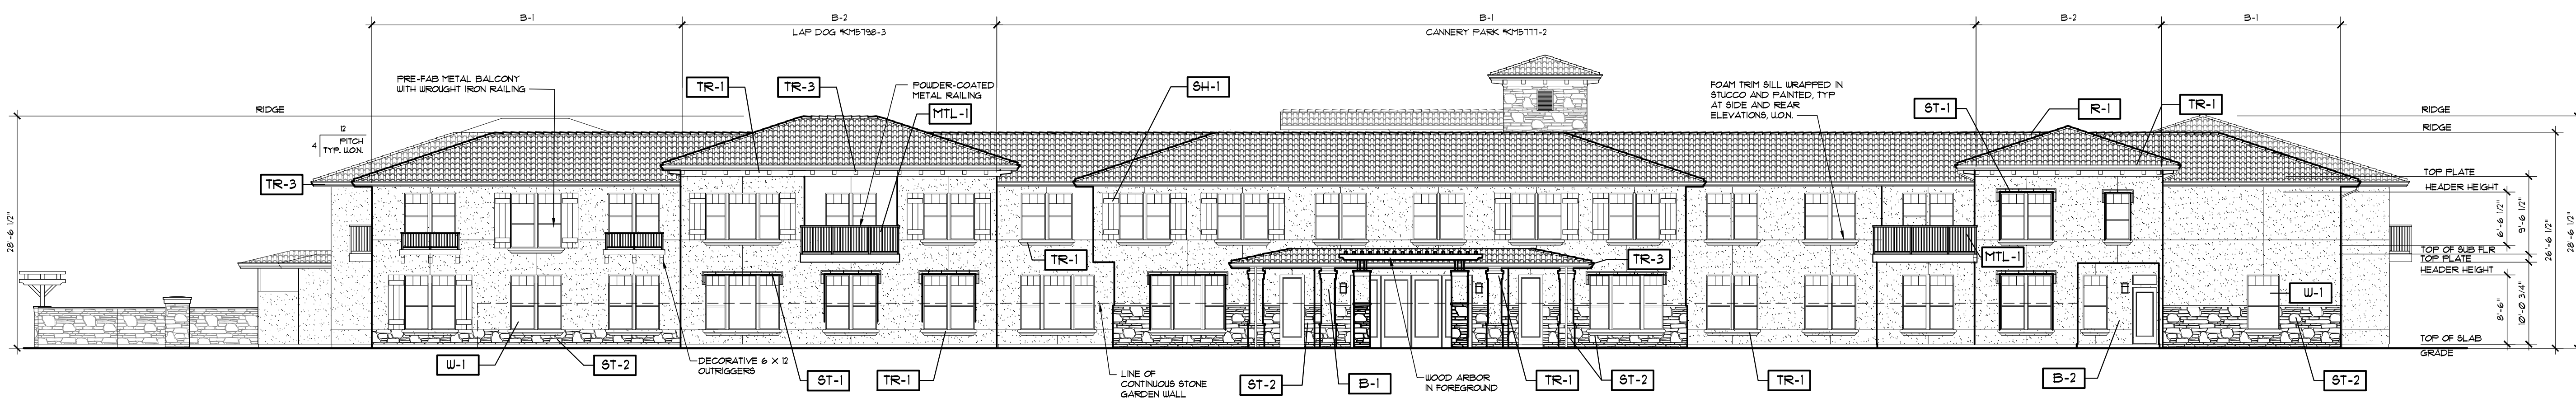 B-1
B-2
B-1
B-2
B-1
LAP DOG #KM5798-3
CANNERY PARK #KM5777-2
PRE-FAB METAL BALCONY
WITH WROUGHT IRON RAILING
TR-1
TR-3
POWDER-COATED
METAL RAILING
MTL-1
SH-1
FOAM TRIM SILL WRAPPED IN
STUCCO AND PAINTED, TYP
AT SIDE AND REAR
ELEVATIONS, U.O.N.
ST-1
R-1
TR-1
RIDGE
RIDGE
RIDGE
12
4
PITCH
TYP. U.O.N.
TR-3
TOP PLATE
HEADER HEIGHT
28'-6 1/2"
6'-6 1/2"
9'-6 1/2"
26'-6 1/2"
28'-6 1/2"
TR-1
TR-3
MTL-1
TOP OF SUB FLR
TOP PLATE
HEADER HEIGHT
W-1
8'-6"
10'-0 3/4"
TOP OF SLAB
GRADE
W-1
ST-2
DECORATIVE 6 X 12
OUTRIGGERS
ST-1
TR-1
LINE OF
CONTINUOUS STONE
GARDEN WALL
ST-2
B-1
WOOD ARBOR
IN FOREGROUND
TR-1
ST-2
TR-1
B-2
ST-2